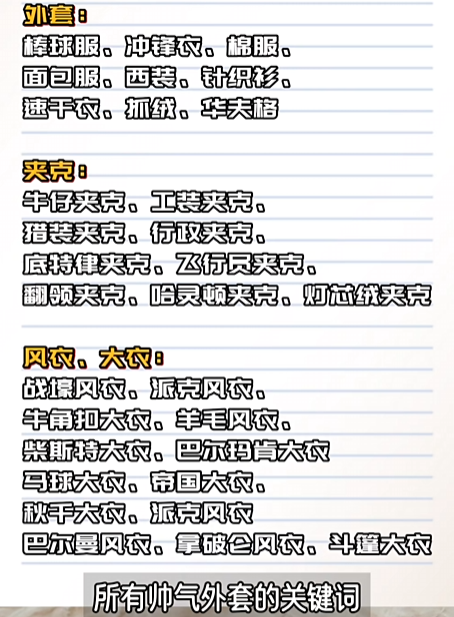 外套：
棒球服、冲锋衣、棉服、
面包服、西装、针织衫、
速干衣、抓绒、华夫格
夹克：
牛仔夹克、工装夹克、
猎装夹克、行政夹克、
底特律夹克、飞行员夹克、
翻领夹克、哈灵顿夹克、灯芯绒夹克
风衣、大衣：
战壕风衣、派克风衣、
牛角扣大衣、羊毛风衣、
柴斯特大衣、巴尔玛肯大衣
马球大衣、帝国大衣、
秋千大衣、派克风衣
巴尔曼风衣、拿破仑风衣、斗篷大衣
所有帅气外套的关键词